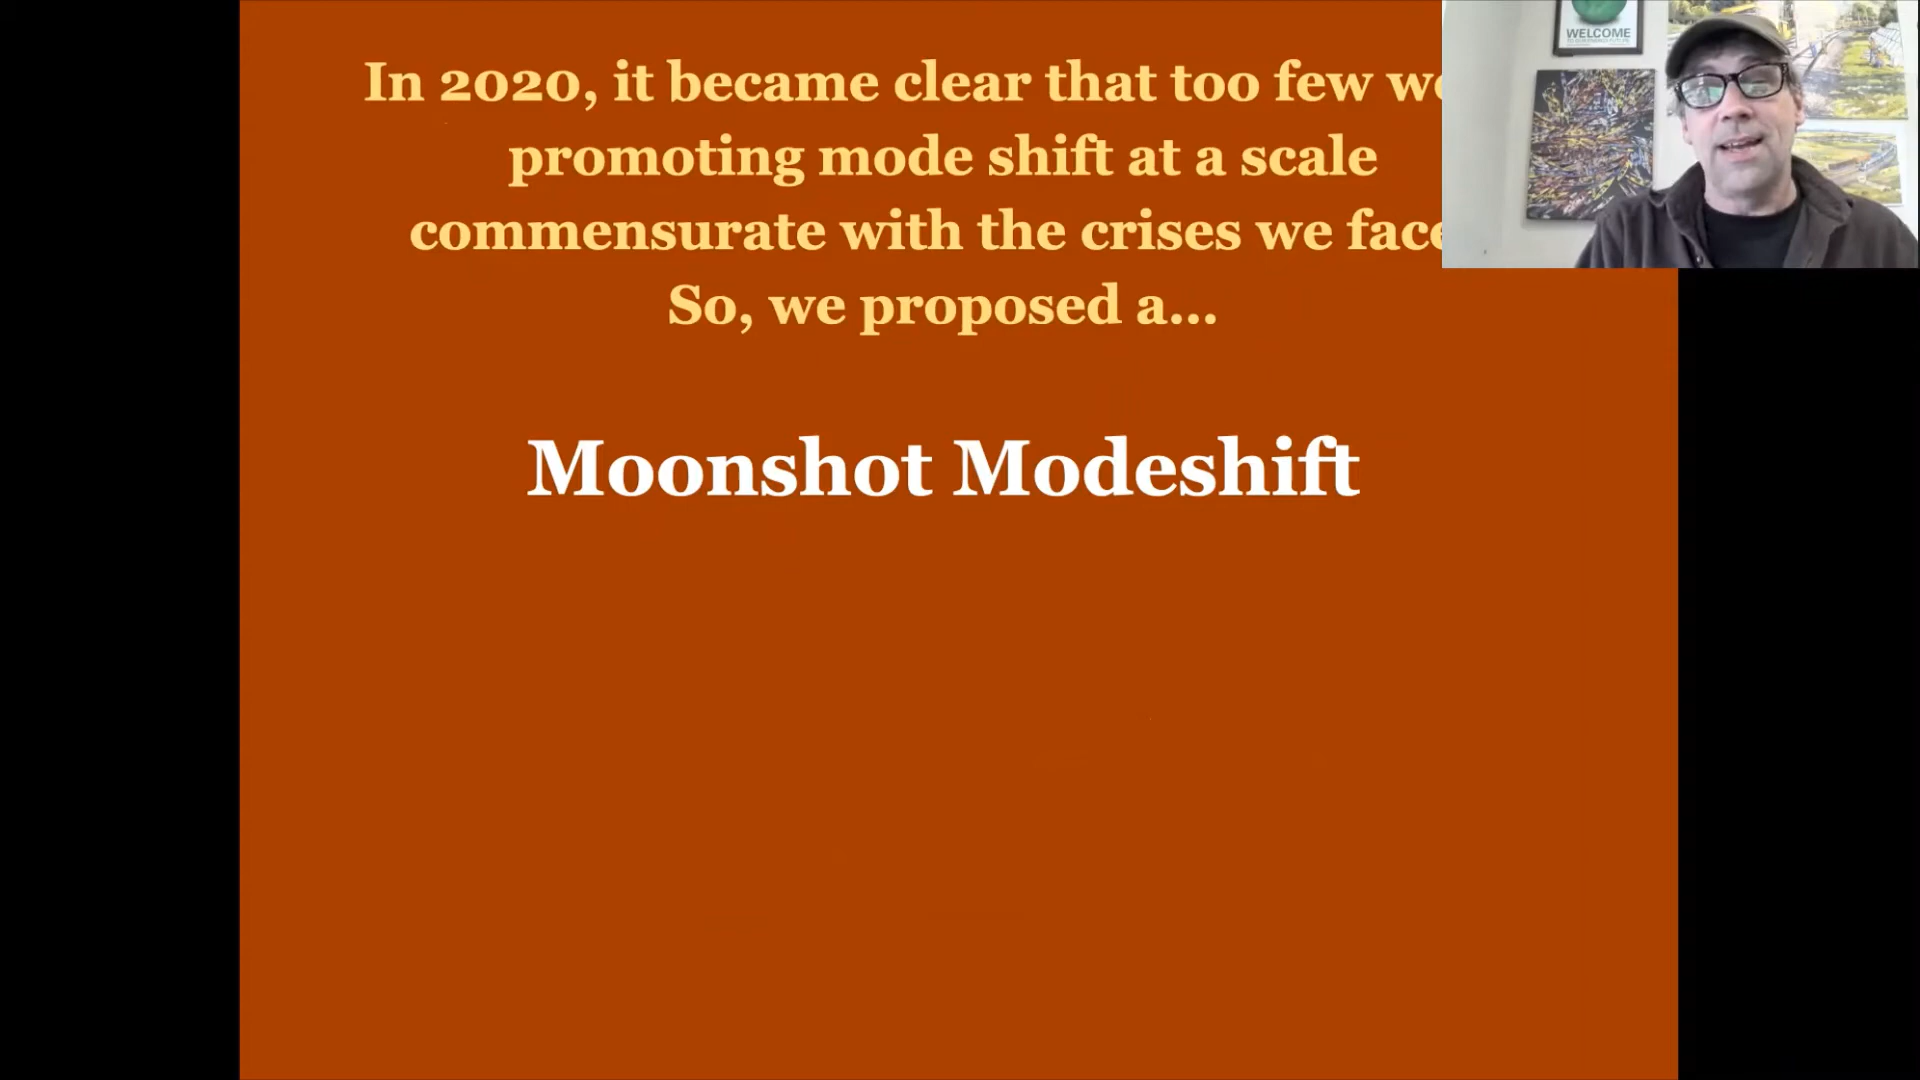 In 2020, it became clear that too few
promoting mode shift at a scale
commensurate with the crises we face
So, we proposed a...
Moonshot Modeshift
WELCOME